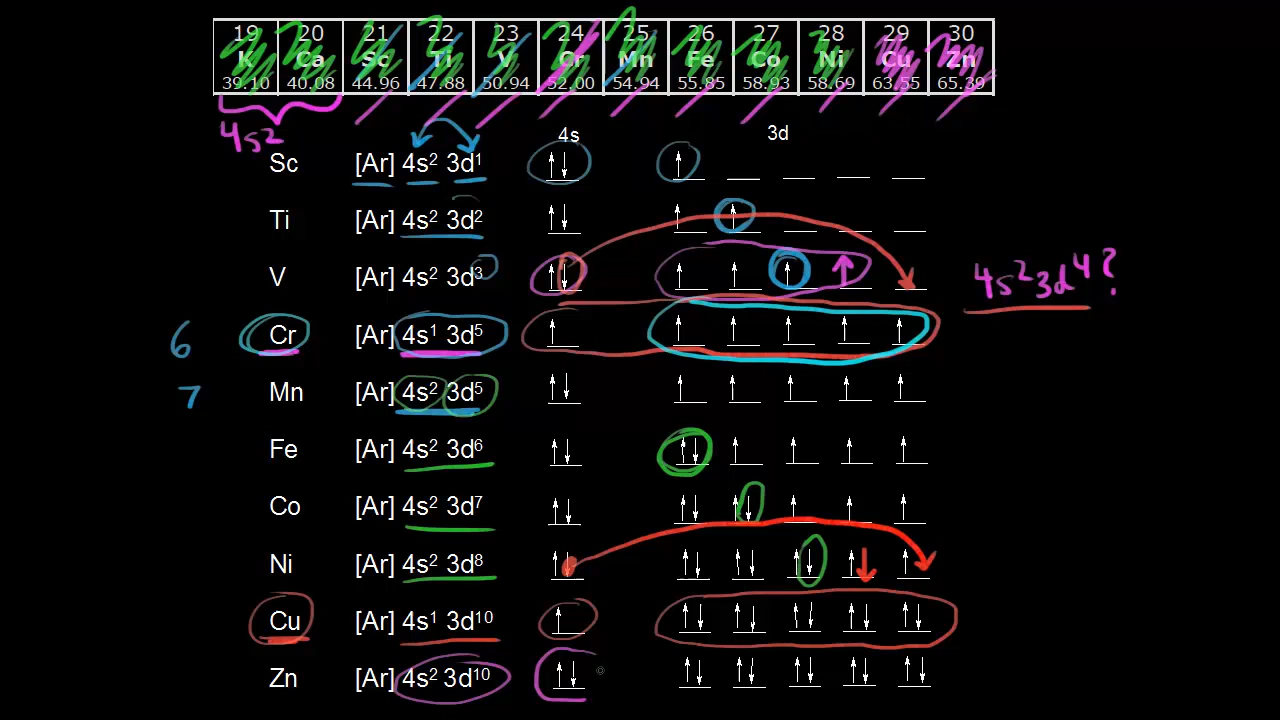 19 20 21 22 23 24 25 26 27 28 29 30
K Ca Sc Ti V Cr Mn Fe Co Ni Cu Zn
39.10 40.08 44.96 47.88 50.94 52.00 54.94 55.85 58.93 58.69 63.55 65.39
4s²
4s 3d
Sc [Ar] 4s² 3d¹
Ti [Ar] 4s² 3d²
V [Ar] 4s² 3d³
4s²3d⁴?
6 Cr [Ar] 4s¹ 3d⁵
7 Mn [Ar] 4s² 3d⁵
Fe [Ar] 4s² 3d⁶
Co [Ar] 4s² 3d⁷
Ni [Ar] 4s² 3d⁸
Cu [Ar] 4s¹ 3d¹⁰
Zn [Ar] 4s² 3d¹⁰